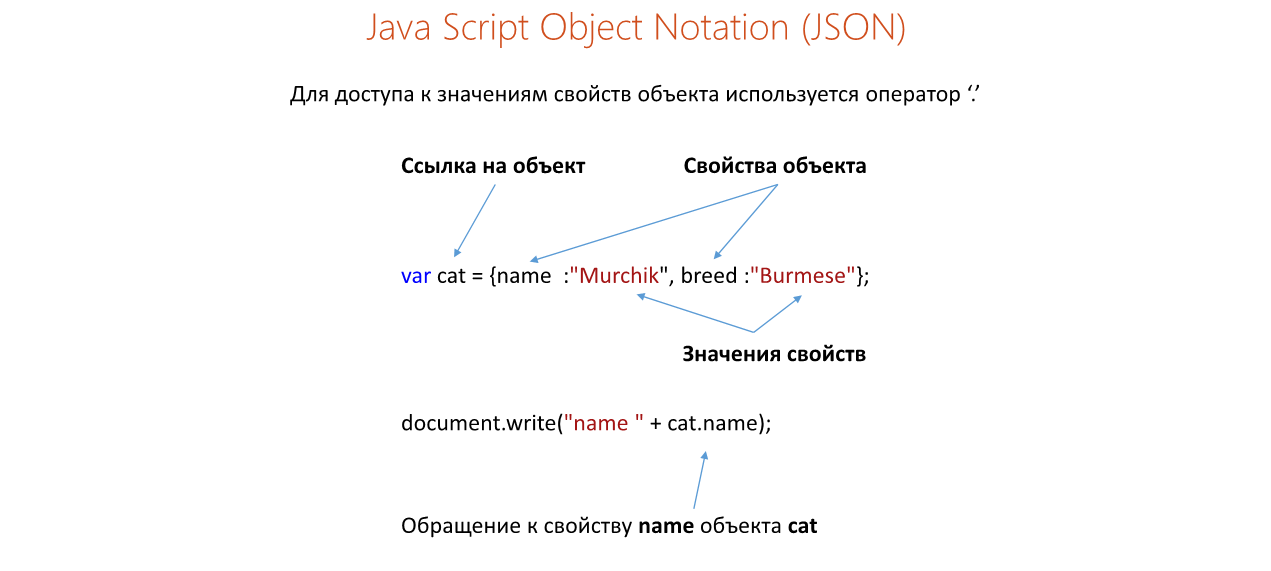 Java Script Object Notation (JSON)
Для доступа к значениям свойств объекта используется оператор ‘.’
Ссылка на объект Свойства объекта
var cat = {name :"Murchik", breed :"Burmese"};
Значения свойств
document.write("name " + cat.name);
Обращение к свойству name объекта cat